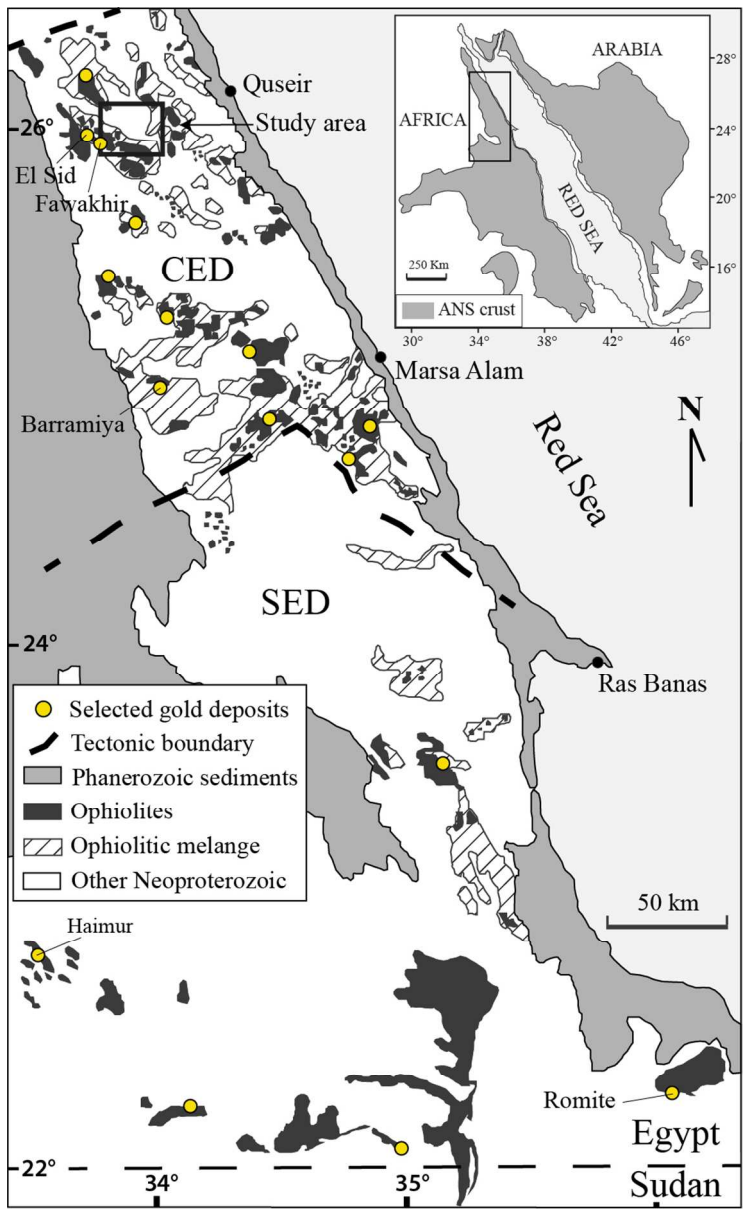 Quseir
26°
Study area
El Sid
Fawakhir
CED
Marsa Alam
Barramiya
Red Sea
N
SED
24°
Ras Banas
Selected gold deposits
Tectonic boundary
Phanerozoic sediments
Ophiolites
Ophiolitic melange
Other Neoproterozoic
50 km
Haimur
Romite
Egypt
22°
Sudan
34°
35°
ARABIA
28°
AFRICA
24°
20°
RED SEA
16°
250 Km
ANS crust
30°
34°
38°
42°
46°